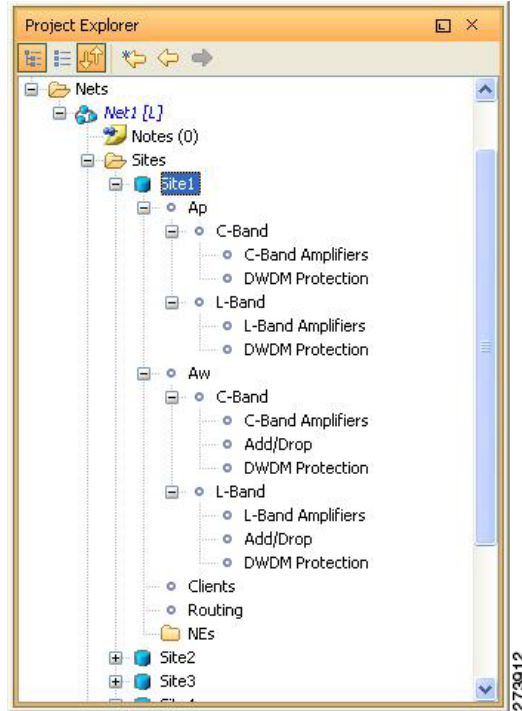 Project Explorer
Nets
Net1 [L]
Notes (0)
Sites
Site1
Ap
C-Band
C-Band Amplifiers
DWDM Protection
L-Band
L-Band Amplifiers
DWDM Protection
Aw
C-Band
C-Band Amplifiers
Add/Drop
DWDM Protection
L-Band
L-Band Amplifiers
Add/Drop
DWDM Protection
Clients
Routing
NEs
Site2
Site3
273912